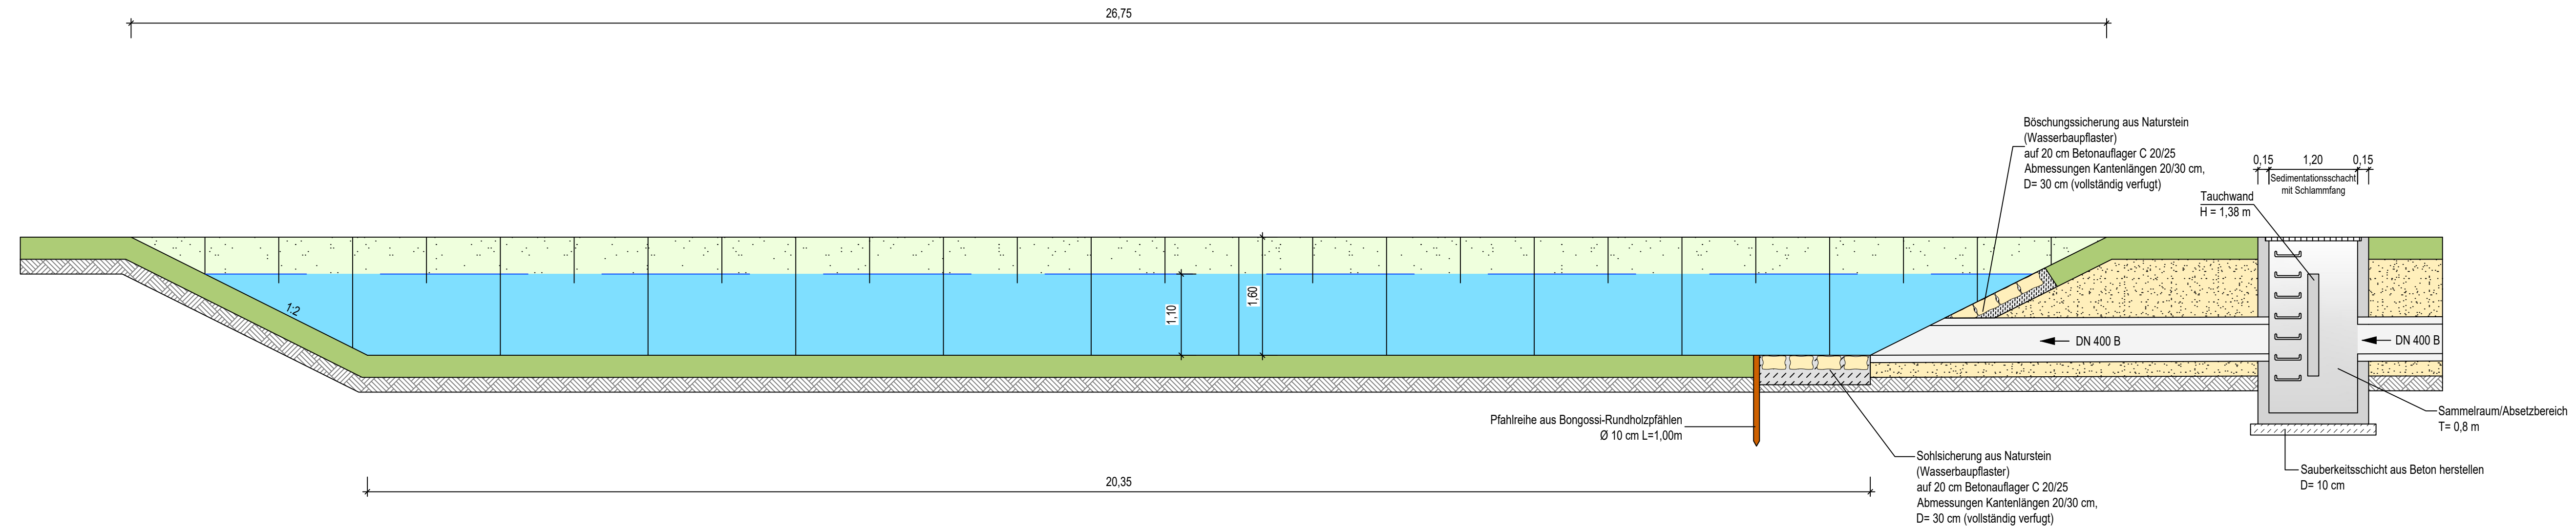 26,75
Böschungssicherung aus Naturstein
(Wasserbaupflaster)
auf 20 cm Betonauflager C 20/25
Abmessungen Kantenlängen 20/30 cm,
D= 30 cm (vollständig verfugt)
0,15 1,20 0,15
Sedimentationsschacht
mit Schlammfang
Tauchwand
H = 1,38 m
1:2
1,10
1,60
DN 400 B
DN 400 B
Pfahlreihe aus Bongossi-Rundholzpfählen
Ø 10 cm L=1,00m
Sammelraum/Absetzbereich
T= 0,8 m
Sohlsicherung aus Naturstein
(Wasserbaupflaster)
auf 20 cm Betonauflager C 20/25
Abmessungen Kantenlängen 20/30 cm,
D= 30 cm (vollständig verfugt)
Sauberkeitsschicht aus Beton herstellen
D= 10 cm
20,35